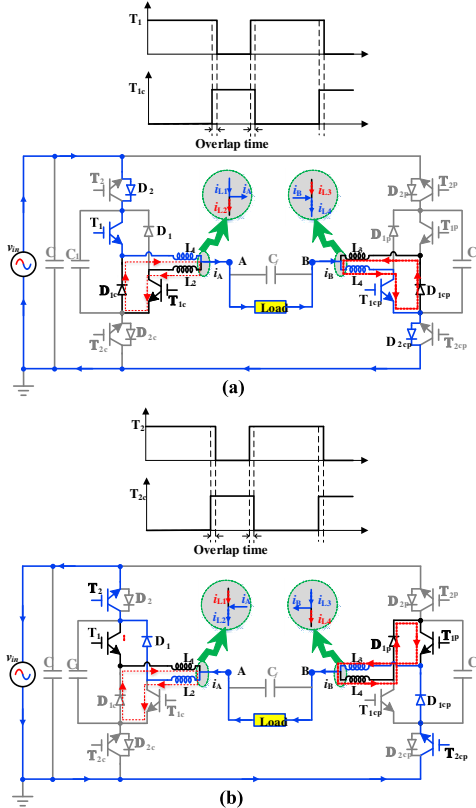 T1
T1c
Overlap time
T2
D2
T1
D1
L1
L2
D1c
T1c
T2c
D2c
vin
C
C1
iL1
iA
iL2
iA
A
Cf
Load
B
iB
iB
iL3
iL4
L3
L4
D2p
T2p
D1p
T1p
T1cp
D1cp
D2cp
T2cp
C
(a)
T2
T2c
Overlap time
T2
D2
T1
D1
L1
L2
D1c
T1c
T2c
D2c
vin
C
C
iL1
iA
iL2
iA
A
C
Load
B
iB
iB
iL3
iL4
L3
L4
D2p
T2p
D1p
T1p
T1cp
D1cp
D2cp
T2cp
C
(b)